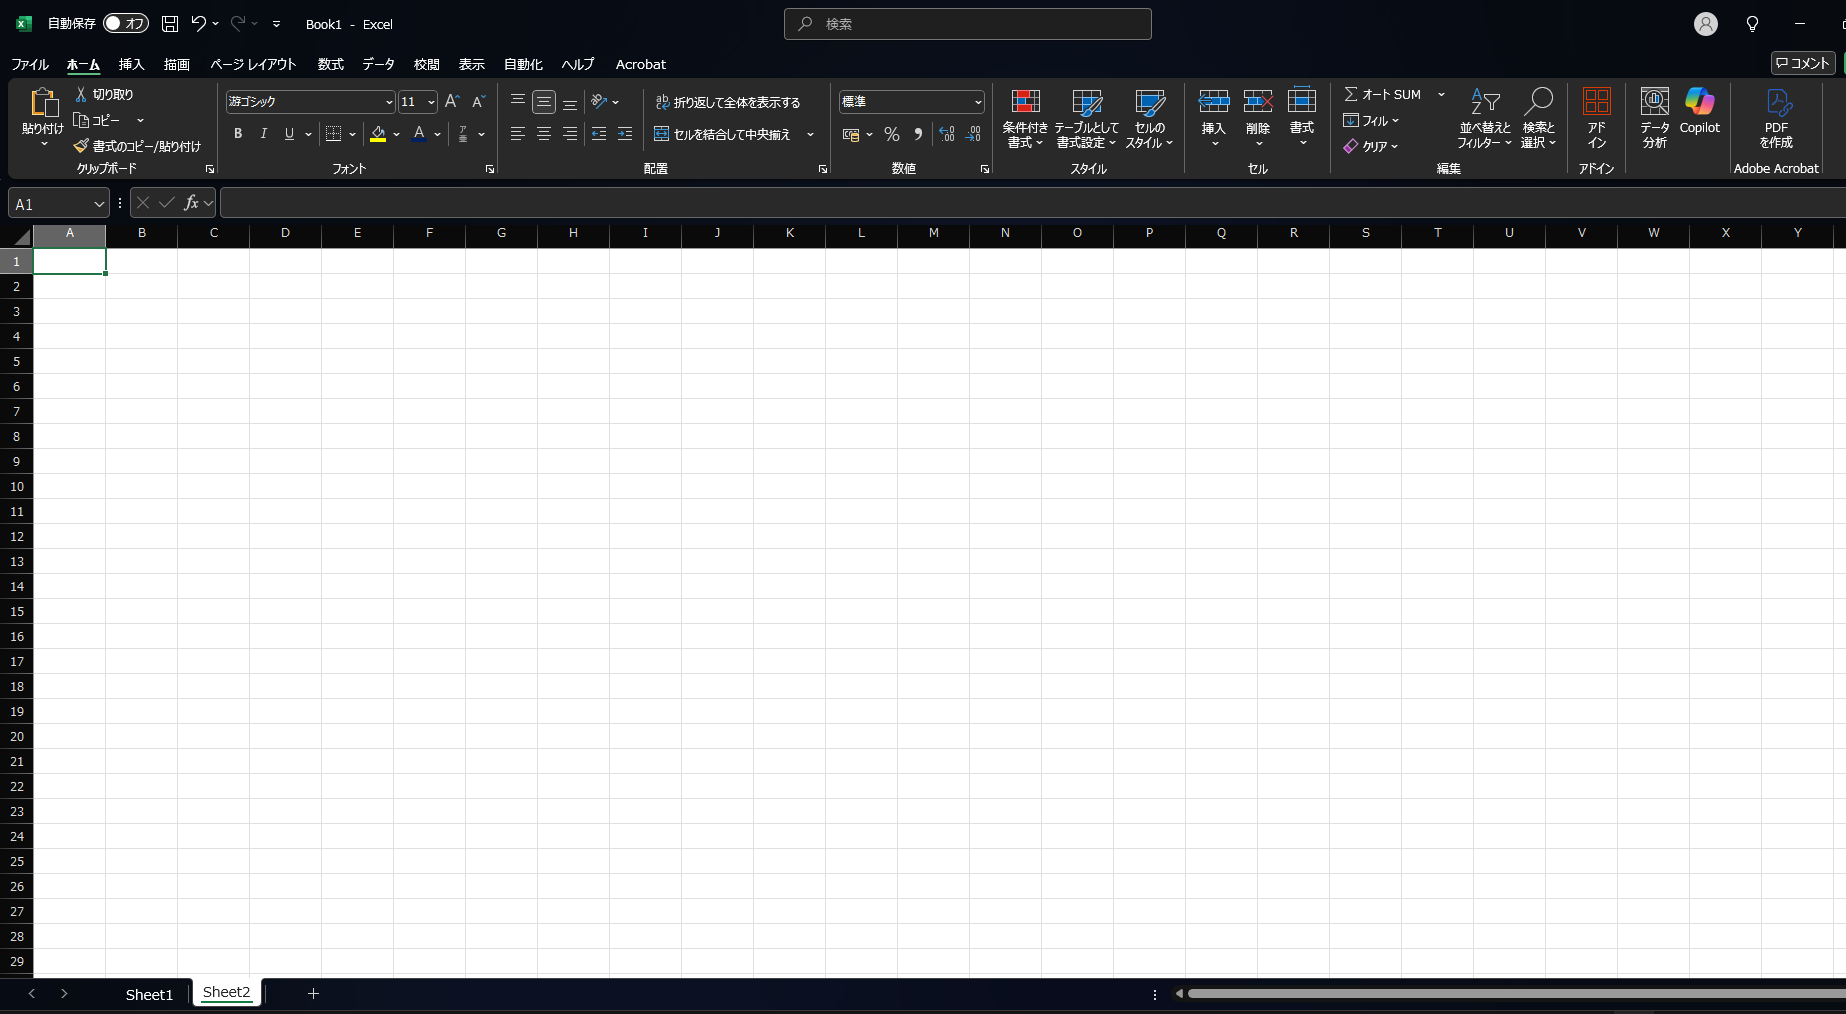 自動保存 オフ Book1 - Excel 検索
ファイル ホーム 挿入 描画 ページ レイアウト 数式 データ 校閲 表示 自動化 ヘルプ Acrobat コメント
貼り付け
切り取り
コピー
書式のコピー/貼り付け
クリップボード
游ゴシック 11 A A
B I U A ア 亜
フォント
ab 折り返して全体を表示する
セルを結合して中央揃え
配置
標準
% .00 .00
数値
条件付き
書式
テーブルとして
書式設定
セルの
スタイル
スタイル
挿入 削除 書式
セル
オート SUM
フィル
クリア
並べ替えと
フィルター
検索と
選択
編集
アド
イン
アドイン
データ
分析
Copilot
PDF
を作成
Adobe Acrobat
A1 fx
A B C D E F G H I J K L M N O P Q R S T U V W X Y
1
2
3
4
5
6
7
8
9
10
11
12
13
14
15
16
17
18
19
20
21
22
23
24
25
26
27
28
29
Sheet1 Sheet2 +